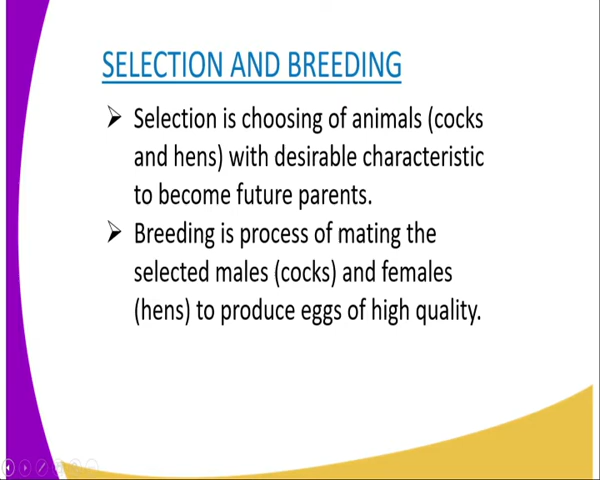 SELECTION AND BREEDING
➢ Selection is choosing of animals (cocks
and hens) with desirable characteristic
to become future parents.
➢ Breeding is process of mating the
selected males (cocks) and females
(hens) to produce eggs of high quality.